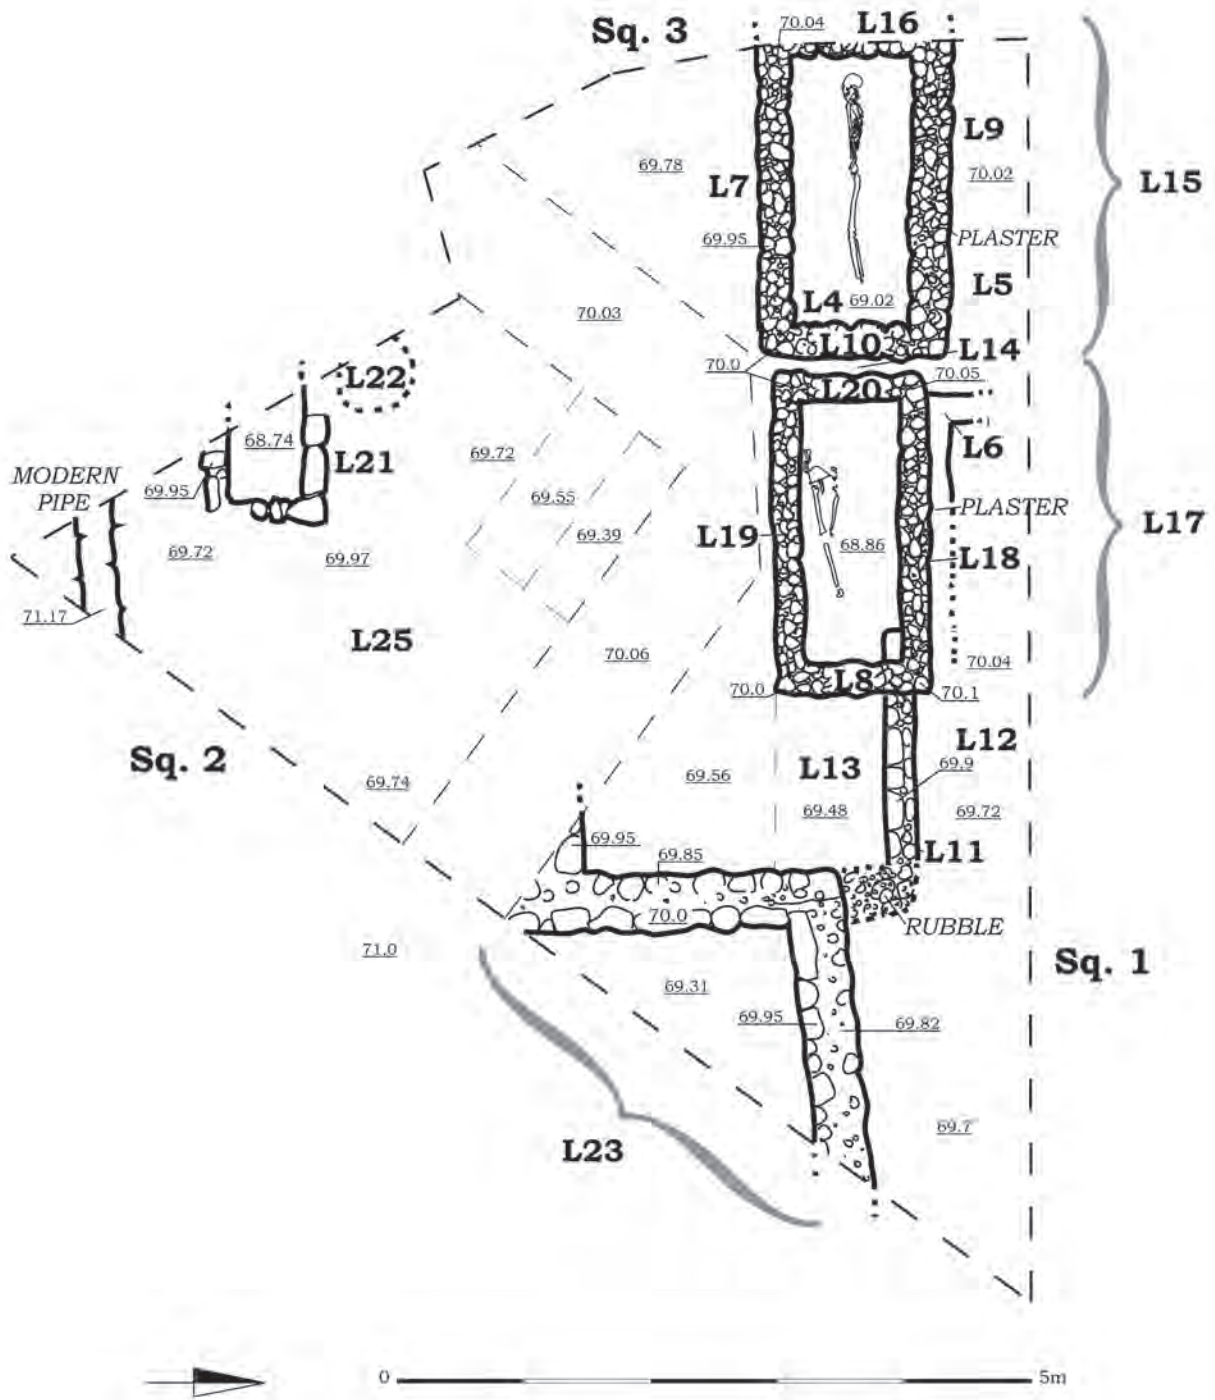 Sq. 3
70.04
L16
L9
69.78
L7
70.02
L15
69.95
PLASTER
L4
69.02
L5
70.03
L10
L14
70.0
70.05
L22
L20
68.74
L6
69.72
L21
MODERN
PIPE
69.95
69.55
PLASTER
L17
69.39
L19
68.86
69.72
69.97
L18
71.17
L25
70.06
70.04
70.0
L8
70.1
Sq. 2
L12
69.9
69.74
69.56
L13
69.48
69.72
69.95
69.85
L11
70.0
RUBBLE
71.0
Sq. 1
69.31
69.95
69.82
69.7
L23
0
5m